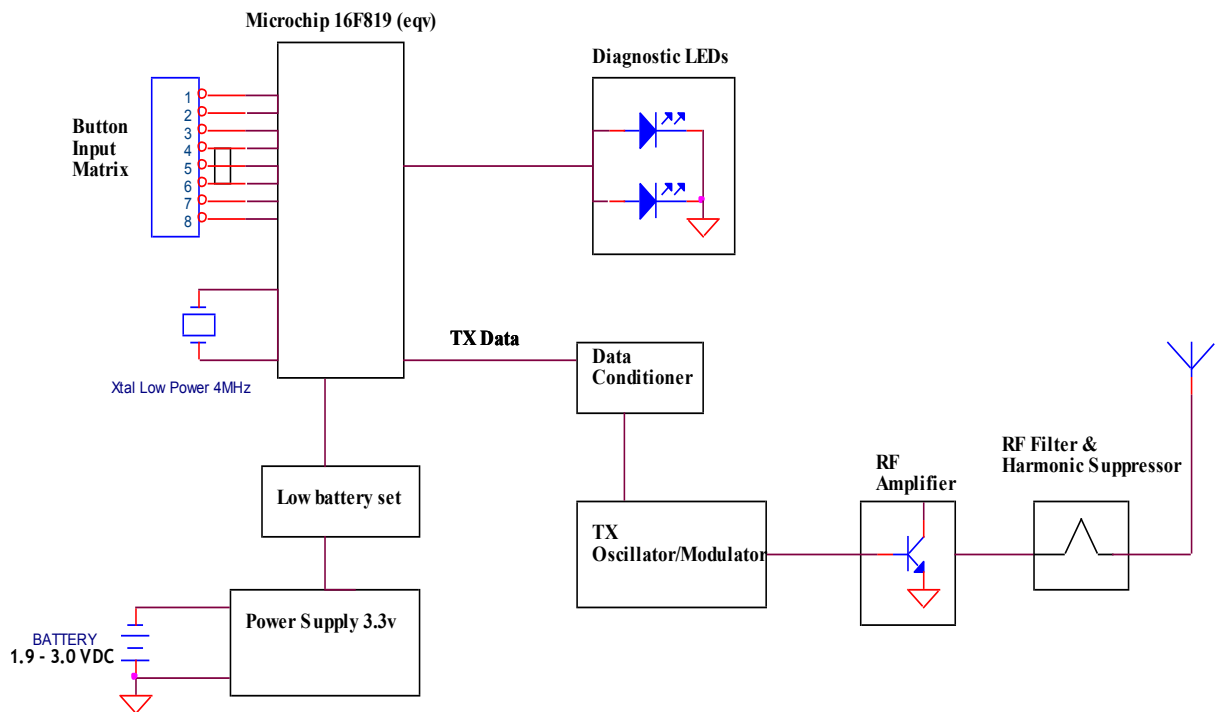 Microchip 16F819 (eqv)
Diagnostic LEDs
Button
Input
Matrix
1
2
3
4
5
6
7
8
Xtal Low Power 4MHz
TX Data
Data
Conditioner
Low battery set
TX
Oscillator/Modulator
RF
Amplifier
RF Filter &
Harmonic Suppressor
Power Supply 3.3v
BATTERY
1.9 - 3.0 VDC